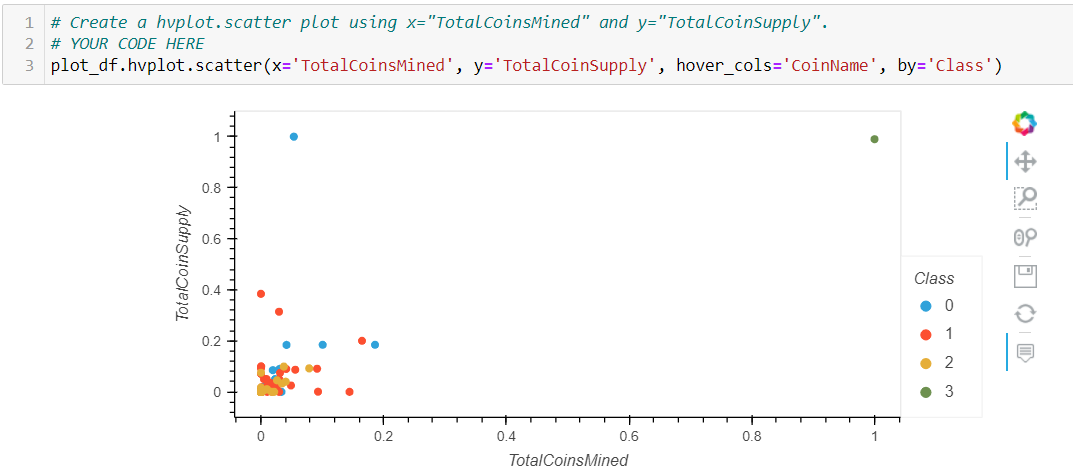 1 # Create a hvplot.scatter plot using x="TotalCoinsMined" and y="TotalCoinSupply".
2 # YOUR CODE HERE
3 plot_df.hvplot.scatter(x='TotalCoinsMined', y='TotalCoinSupply', hover_cols='CoinName', by='Class')
TotalCoinSupply
1
0.8
0.6
0.4
0.2
0
0 0.2 0.4 0.6 0.8 1
TotalCoinsMined
Class
0
1
2
3